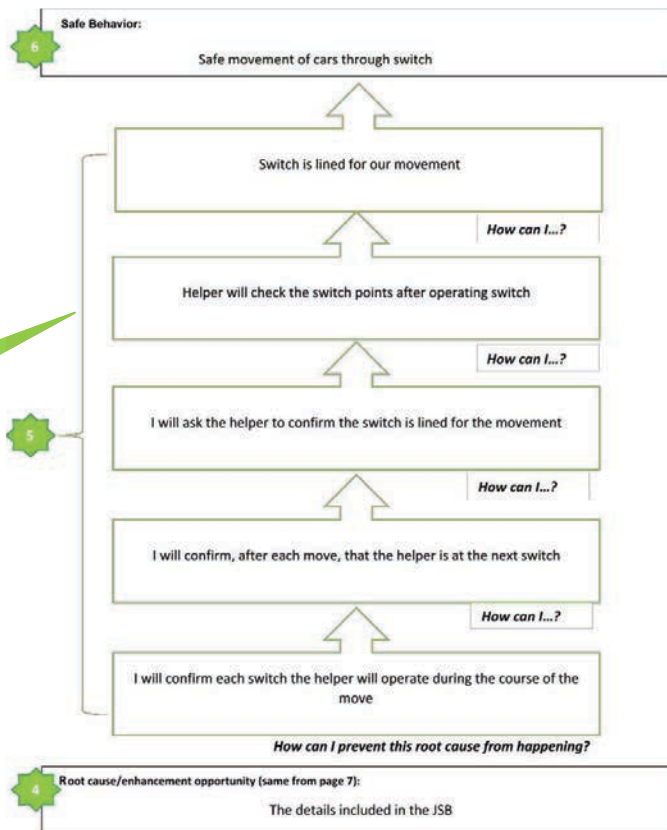 Safe Behavior:
6
Safe movement of cars through switch
Switch is lined for our movement
How can I...?
Helper will check the switch points after operating switch
How can I...?
5
I will ask the helper to confirm the switch is lined for the movement
How can I...?
I will confirm, after each move, that the helper is at the next switch
How can I...?
I will confirm each switch the helper will operate during the course of the
move
How can I prevent this root cause from happening?
4
Root cause/enhancement opportunity (same from page 7):
The details included in the JSB